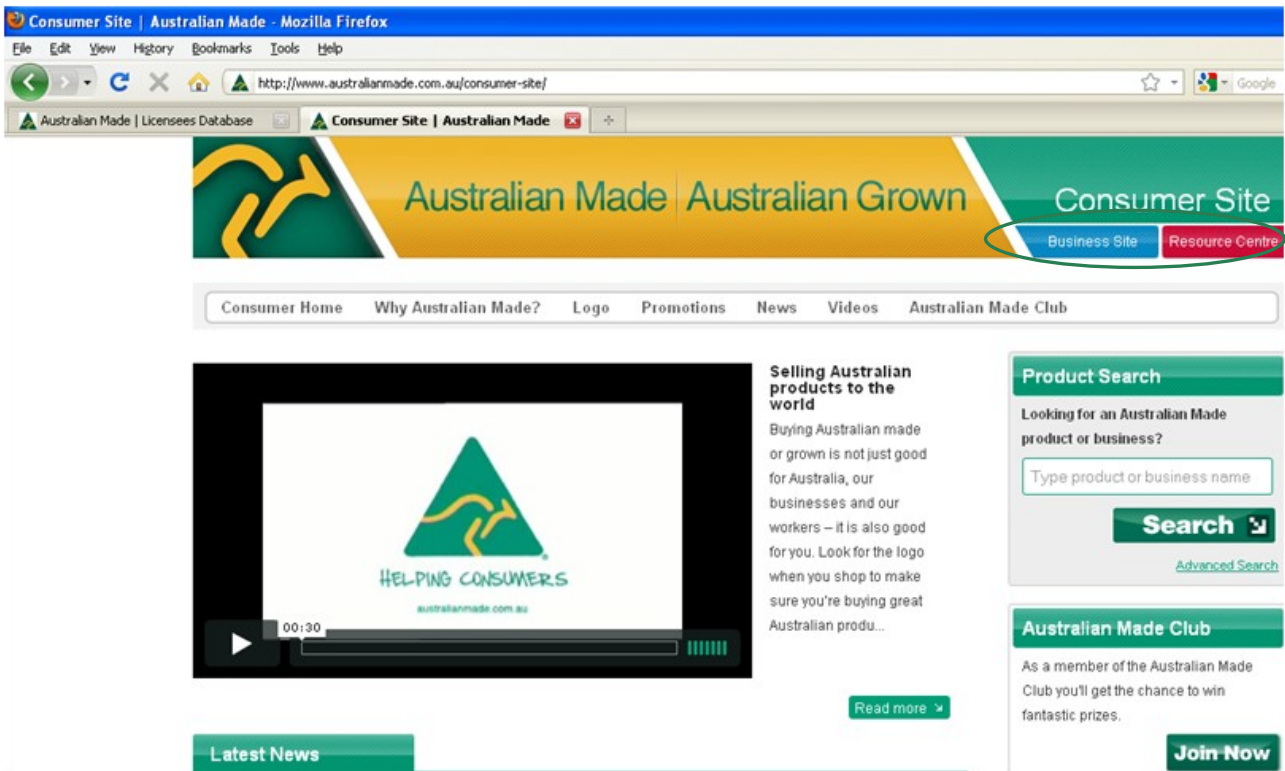 Consumer Site | Australian Made - Mozilla Firefox
File Edit View History Bookmarks Tools Help
http://www.australianmade.com.au/consumer-site/
Google
Australian Made | Licensees Database
Consumer Site | Australian Made
Australian Made | Australian Grown
Consumer Site
Business Site
Resource Centre
Consumer Home Why Australian Made? Logo Promotions News Videos Australian Made Club
HELPING CONSUMERS
australianmade.com.au
00:30
Selling Australian
products to the
world
Buying Australian made
or grown is not just good
for Australia, our
businesses and our
workers – it is also good
for you. Look for the logo
when you shop to make
sure you're buying great
Australian produ...
Read more
Product Search
Looking for an Australian Made
product or business?
Type product or business name
Search
Advanced Search
Australian Made Club
As a member of the Australian Made
Club you'll get the chance to win
fantastic prizes.
Join Now
Latest News